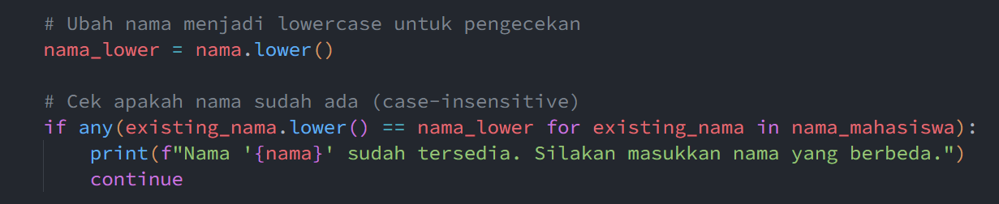 # Ubah nama menjadi lowercase untuk pengecekan
nama_lower = nama.lower()
# Cek apakah nama sudah ada (case-insensitive)
if any(existing_nama.lower() == nama_lower for existing_nama in nama_mahasiswa):
    print(f"Nama '{nama}' sudah tersedia. Silakan masukkan nama yang berbeda.")
    continue